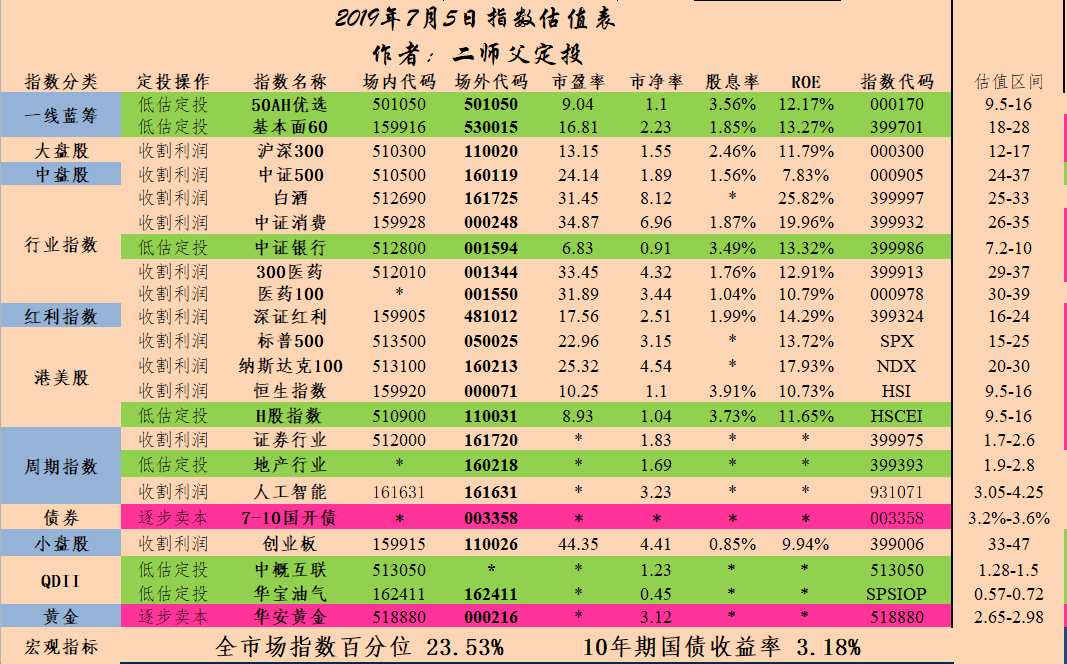 2019年7月5日指数估值表
作者：二师父定投
指数分类 定投操作 指数名称 场内代码 场外代码 市盈率 市净率 股息率 ROE 指数代码 估值区间
一线蓝筹 低估定投 50AH优选 501050 501050 9.04 1.1 3.56% 12.17% 000170 9.5-16
低估定投 基本面60 159916 530015 16.81 2.23 1.85% 13.27% 399701 18-28
大盘股 收割利润 沪深300 510300 110020 13.15 1.55 2.46% 11.79% 000300 12-17
中盘股 收割利润 中证500 510500 160119 24.14 1.89 1.56% 7.83% 000905 24-37
行业指数 收割利润 白酒 512690 161725 31.45 8.12 * 25.82% 399997 25-33
收割利润 中证消费 159928 000248 34.87 6.96 1.87% 19.96% 399932 26-35
低估定投 中证银行 512800 001594 6.83 0.91 3.49% 13.32% 399986 7.2-10
收割利润 300医药 512010 001344 33.45 4.32 1.76% 12.91% 399913 29-37
收割利润 医药100 * 001550 31.89 3.44 1.04% 10.79% 000978 30-39
红利指数 收割利润 深证红利 159905 481012 17.56 2.51 1.99% 14.29% 399324 16-24
港美股 收割利润 标普500 513500 050025 22.96 3.15 * 13.72% SPX 15-25
收割利润 纳斯达克100 513100 160213 25.32 4.54 * 17.93% NDX 20-30
收割利润 恒生指数 159920 000071 10.25 1.1 3.91% 10.73% HSI 9.5-16
低估定投 H股指数 510900 110031 8.93 1.04 3.73% 11.65% HSCEI 9.5-16
周期指数 收割利润 证券行业 512000 161720 * 1.83 * * 399975 1.7-2.6
低估定投 地产行业 * 160218 * 1.69 * * 399393 1.9-2.8
收割利润 人工智能 161631 161631 * 3.23 * * 931071 3.05-4.25
债券 逐步卖本 7-10国开债 * 003358 * * * * 003358 3.2%-3.6%
小盘股 收割利润 创业板 159915 110026 44.35 4.41 0.85% 9.94% 399006 33-47
QDII 低估定投 中概互联 513050 * * 1.23 * * 513050 1.28-1.5
低估定投 华宝油气 162411 162411 * 0.45 * * SPSIOP 0.57-0.72
黄金 逐步卖本 华安黄金 518880 000216 * 3.12 * * 518880 2.65-2.98
宏观指标 全市场指数百分位 23.53% 10年期国债收益率 3.18%